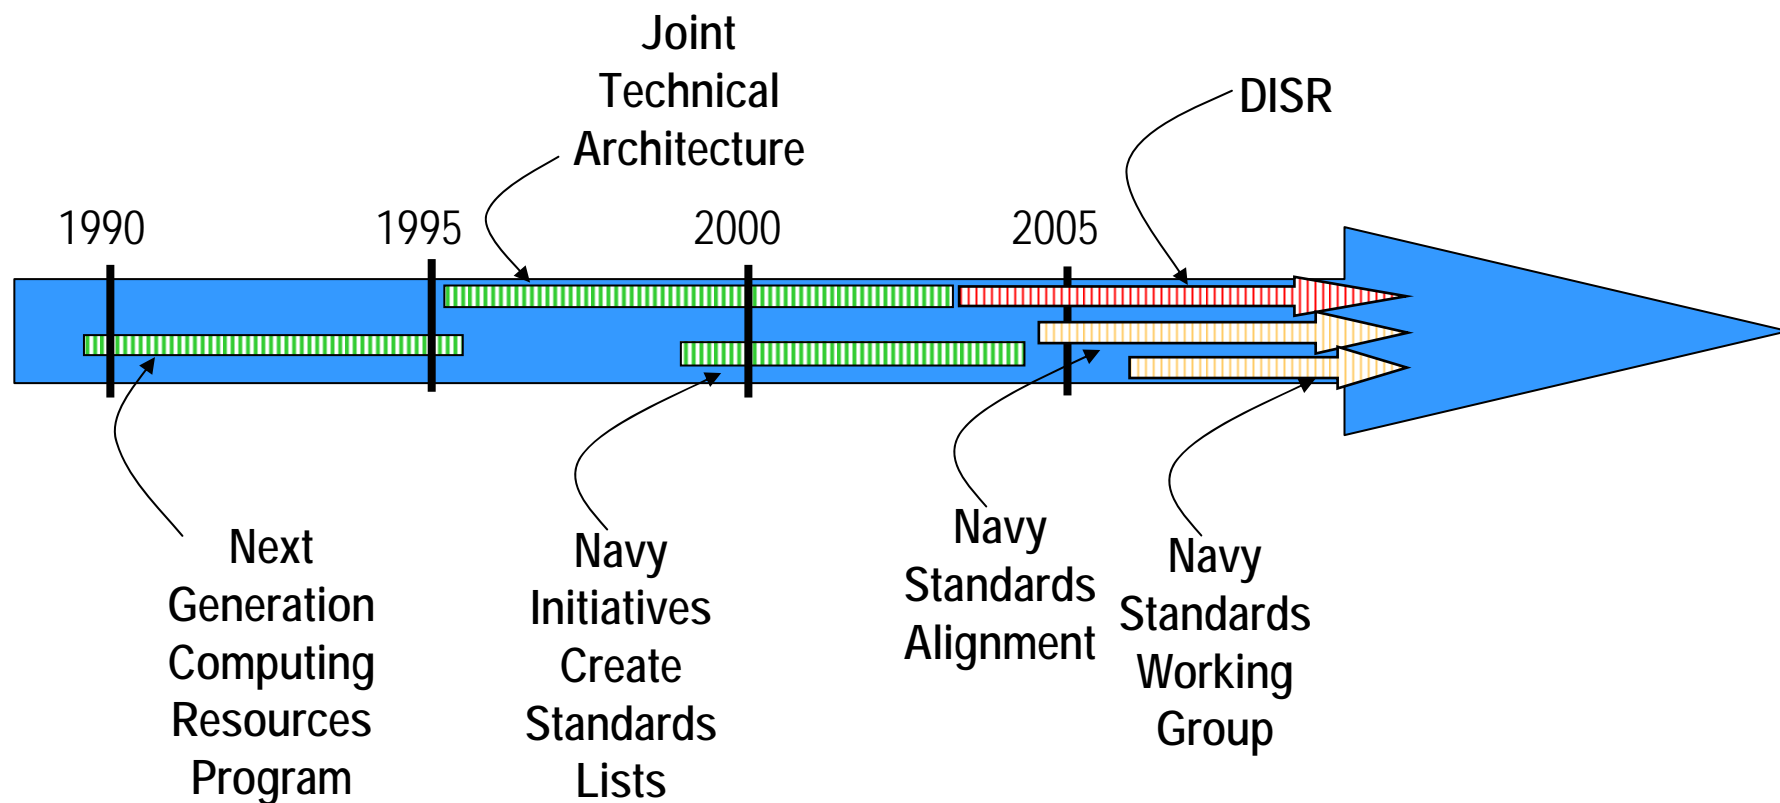 Joint
Technical
Architecture
DISR
1990
1995
2000
2005
Next
Generation
Computing
Resources
Program
Navy
Initiatives
Create
Standards
Lists
Navy
Standards
Alignment
Navy
Standards
Working
Group